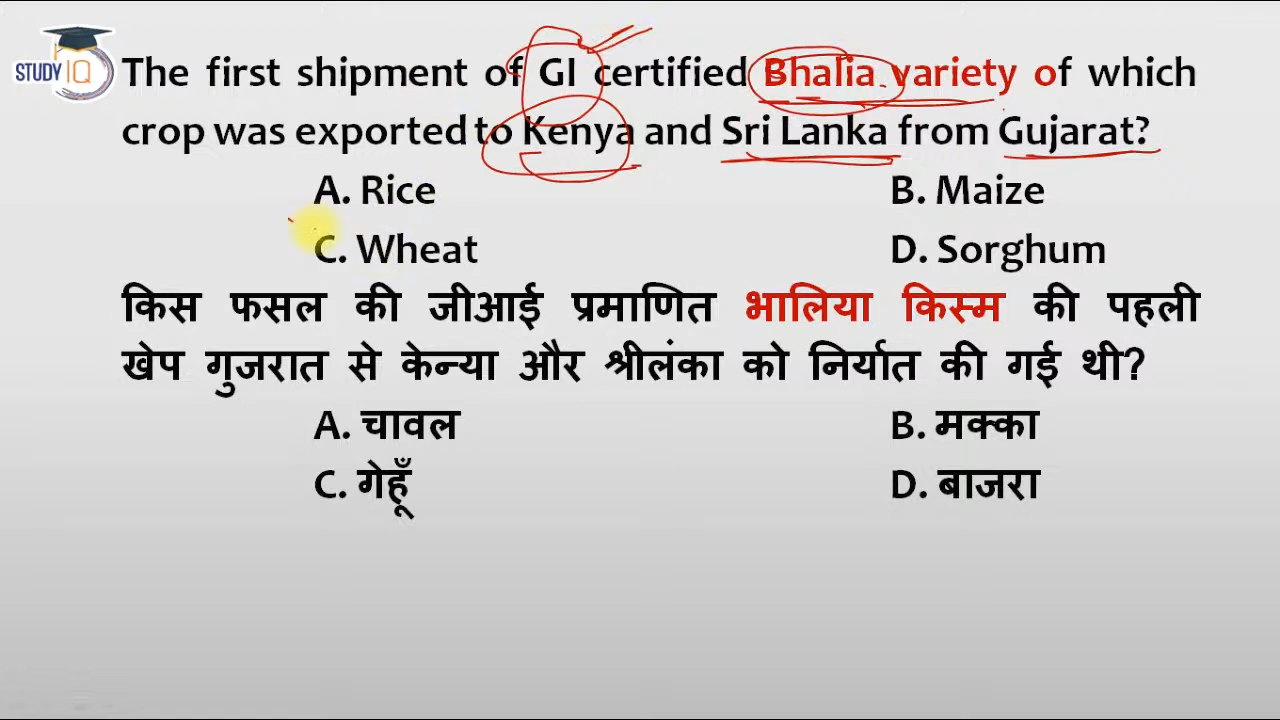 STUDY IQ
The first shipment of GI certified Bhalia variety of which
crop was exported to Kenya and Sri Lanka from Gujarat?
A. Rice B. Maize
C. Wheat D. Sorghum
किस फसल की जीआई प्रमाणित भालिया किस्म की पहली
खेप गुजरात से केन्या और श्रीलंका को निर्यात की गई थी?
A. चावल B. मक्का
C. गेहूँ D. बाजरा